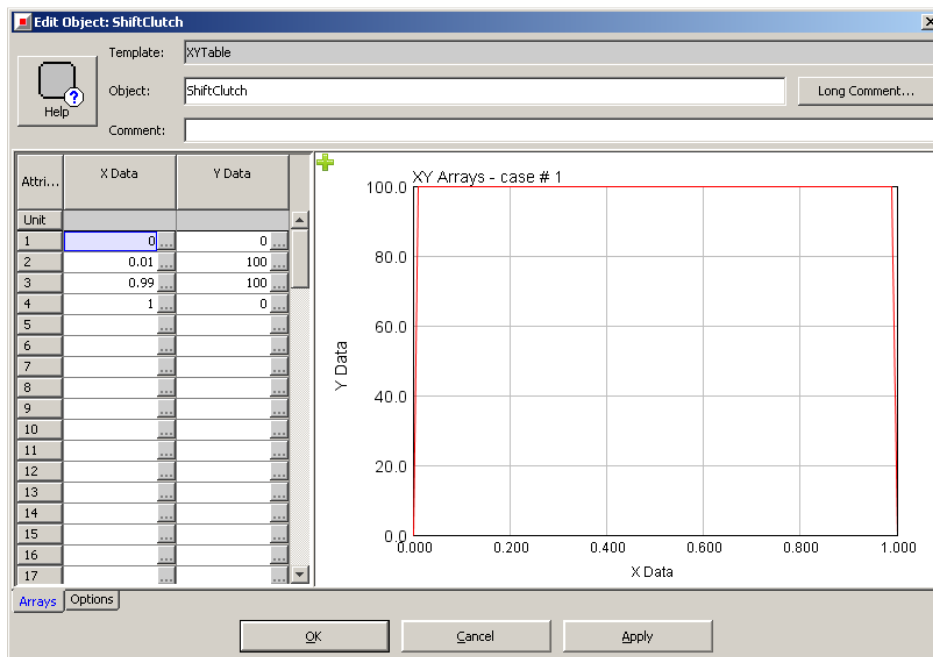 Edit Object: ShiftClutch
Template: XYTable
Help
Object: ShiftClutch Long Comment...
Comment:
Attri... X Data Y Data
Unit
1 0 ... 0 ...
2 0.01 ... 100 ...
3 0.99 ... 100 ...
4 1 ... 0 ...
5 ... ...
6 ... ...
7 ... ...
8 ... ...
9 ... ...
10 ... ...
11 ... ...
12 ... ...
13 ... ...
14 ... ...
15 ... ...
16 ... ...
17 ... ...
XY Arrays - case # 1
100.0
80.0
60.0
40.0
20.0
0.0
Y Data
0.000 0.200 0.400 0.600 0.800 1.000
X Data
Arrays Options
OK Cancel Apply